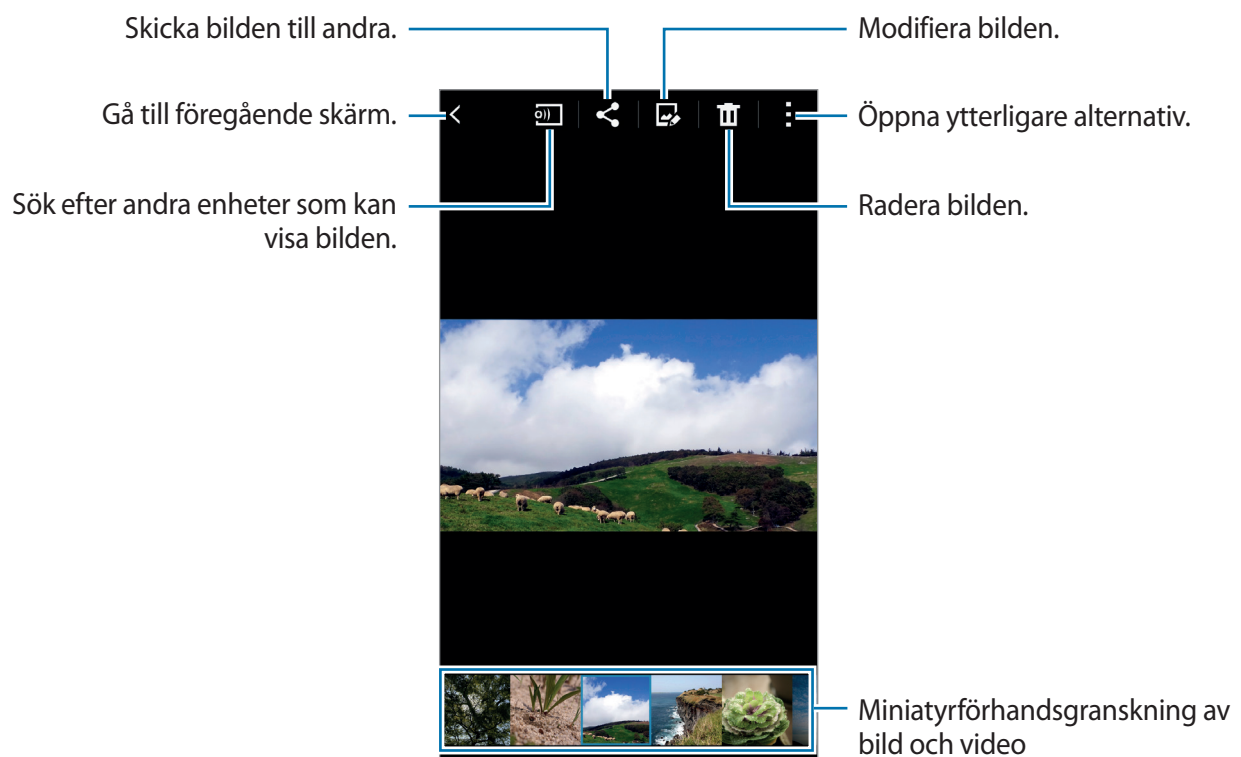 Skicka bilden till andra.
Modifiera bilden.
Gå till föregående skärm.
Öppna ytterligare alternativ.
Sök efter andra enheter som kan
visa bilden.
Radera bilden.
Miniatyrförhandsgranskning av
bild och video